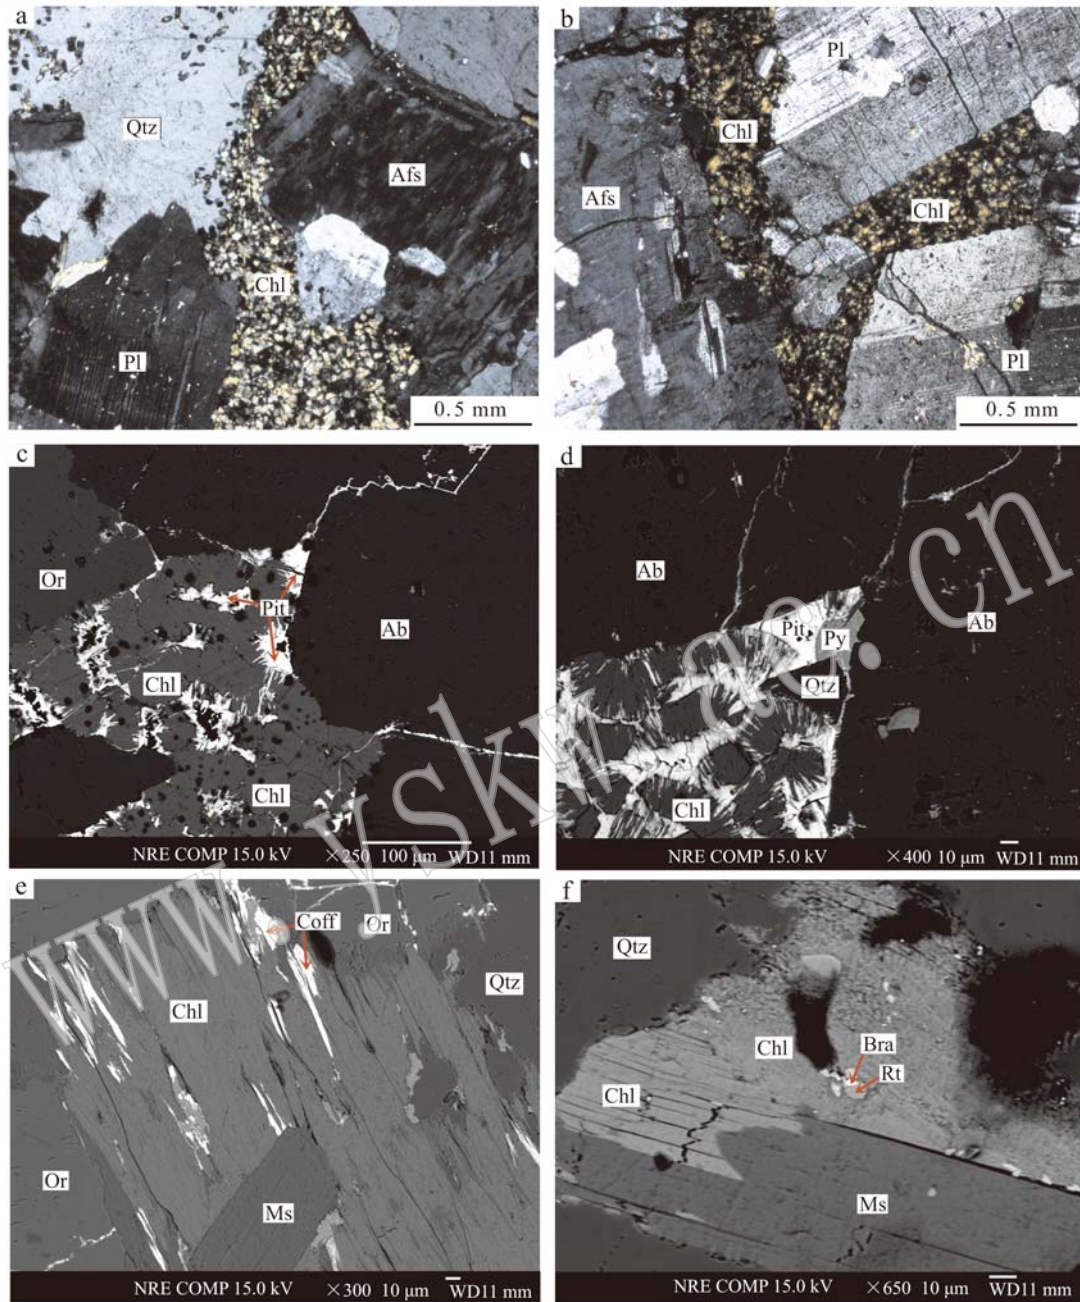 a
Qtz
Afs
Chl
Pl
0.5 mm
b
Pl
Chl
Afs
Chl
Pl
0.5 mm
c
Or
Pit
Ab
Chl
Chl
NRE COMP 15.0 kV ×250 100 μm WD11 mm
d
Ab
Pit
Py
Ab
Qtz
Chl
NRE COMP 15.0 kV ×400 10 μm WD11 mm
e
Coff
Or
Chl
Qtz
Or
Ms
NRE COMP 15.0 kV ×300 10 μm WD11 mm
f
Qtz
Chl
Bra
Rt
Chl
Ms
NRE COMP 15.0 kV ×650 10 μm WD11 mm
www.yskw.ac.cn